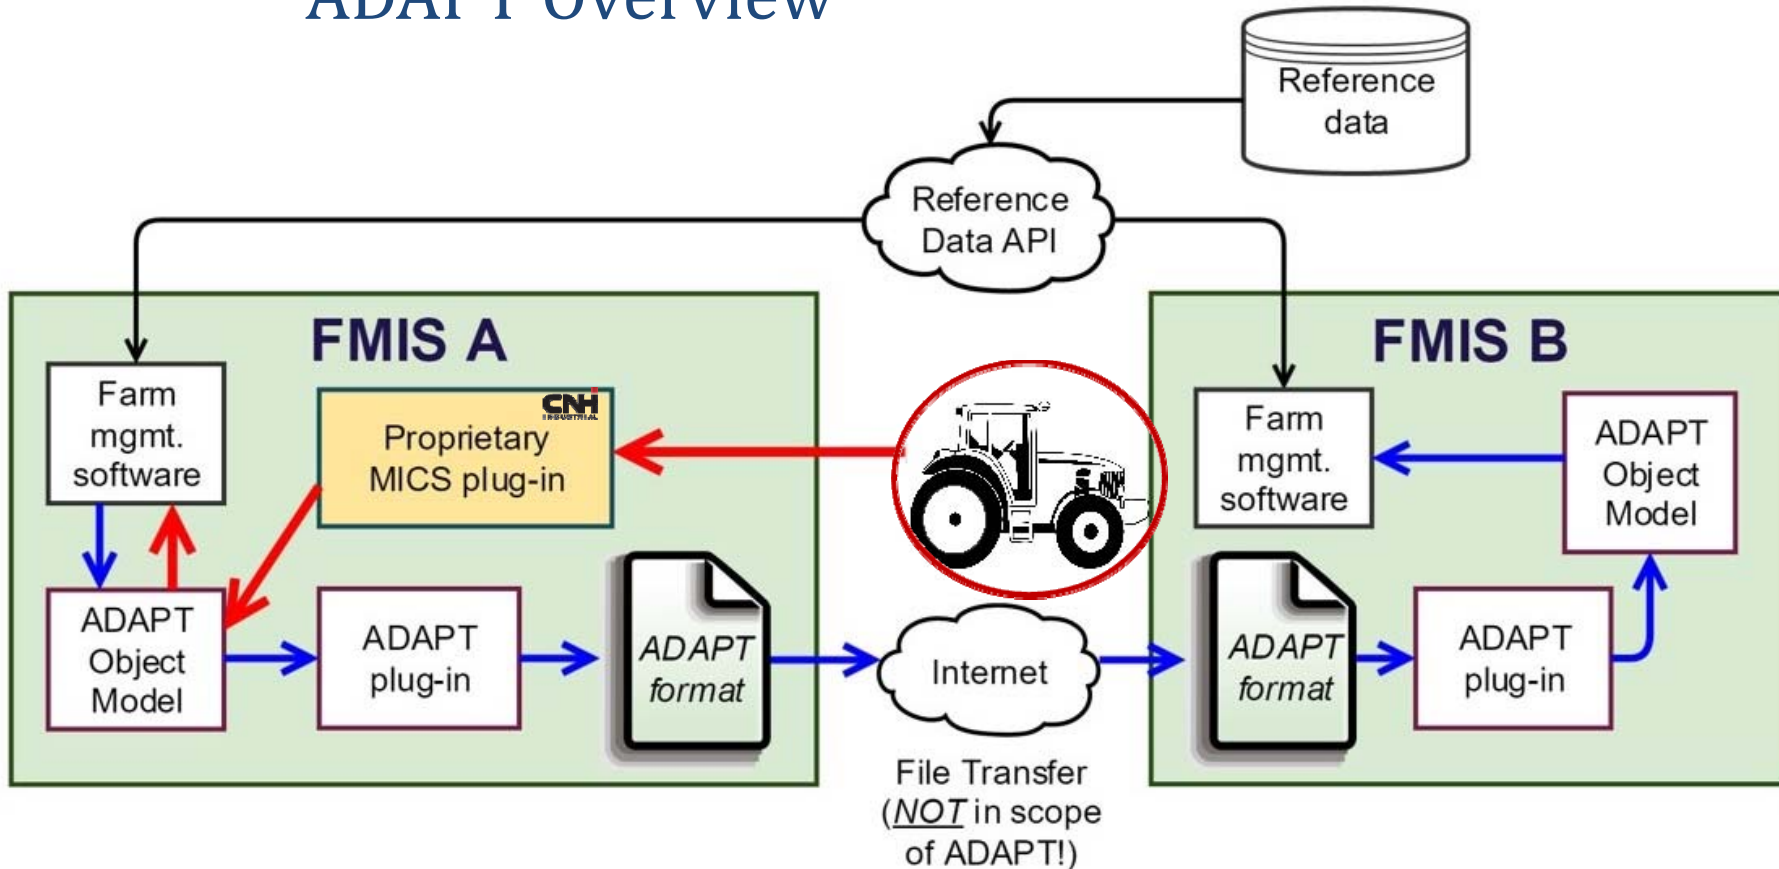 ADAPT Overview
Reference
data
Reference
Data API
FMIS A
Farm
mgmt.
software
CNH
INDUSTRIAL
Proprietary
MICS plug-in
ADAPT
Object
Model
ADAPT
plug-in
ADAPT
format
Internet
File Transfer
(NOT in scope
of ADAPT!)
FMIS B
Farm
mgmt.
software
ADAPT
Object
Model
ADAPT
format
ADAPT
plug-in